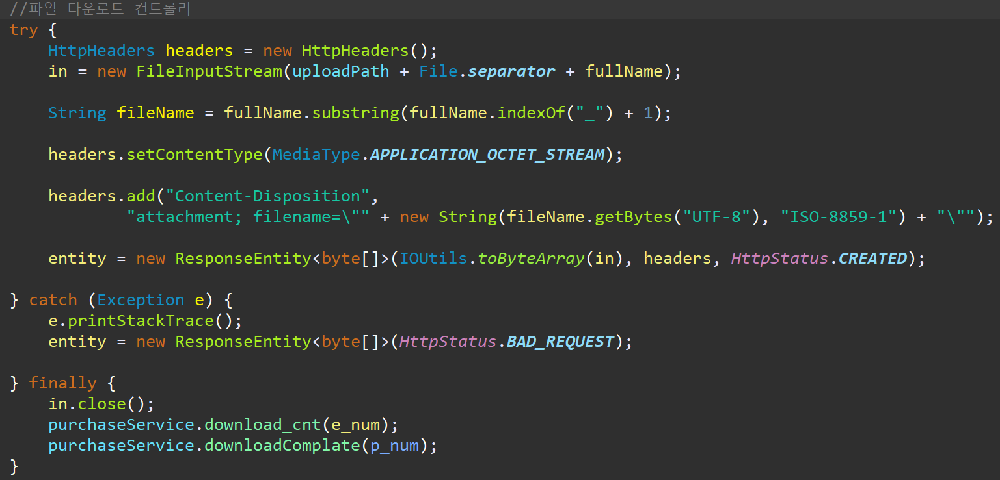 //파일 다운로드 컨트롤러
try {
HttpHeaders headers = new HttpHeaders();
in = new FileInputStream(uploadPath + File.separator + fullName);
String fileName = fullName.substring(fullName.indexOf("_") + 1);
headers.setContentType(MediaType.APPLICATION_OCTET_STREAM);
headers.add("Content-Disposition",
"attachment; filename=\"" + new String(fileName.getBytes("UTF-8"), "ISO-8859-1") + "\"");
entity = new ResponseEntity<byte[]>(IOUtils.toByteArray(in), headers, HttpStatus.CREATED);
} catch (Exception e) {
e.printStackTrace();
entity = new ResponseEntity<byte[]>(HttpStatus.BAD_REQUEST);
} finally {
in.close();
purchaseService.download_cnt(e_num);
purchaseService.downloadComplate(p_num);
}